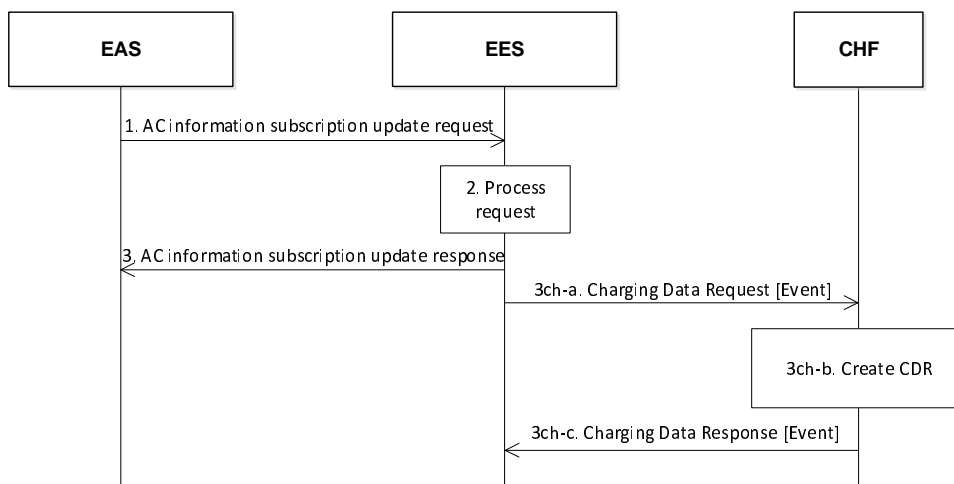 EAS
EES
CHF
1. AC information subscription update request
2. Process
request
3. AC information subscription update response
3ch-a. Charging Data Request [Event]
3ch-b. Create CDR
3ch-c. Charging Data Response [Event]